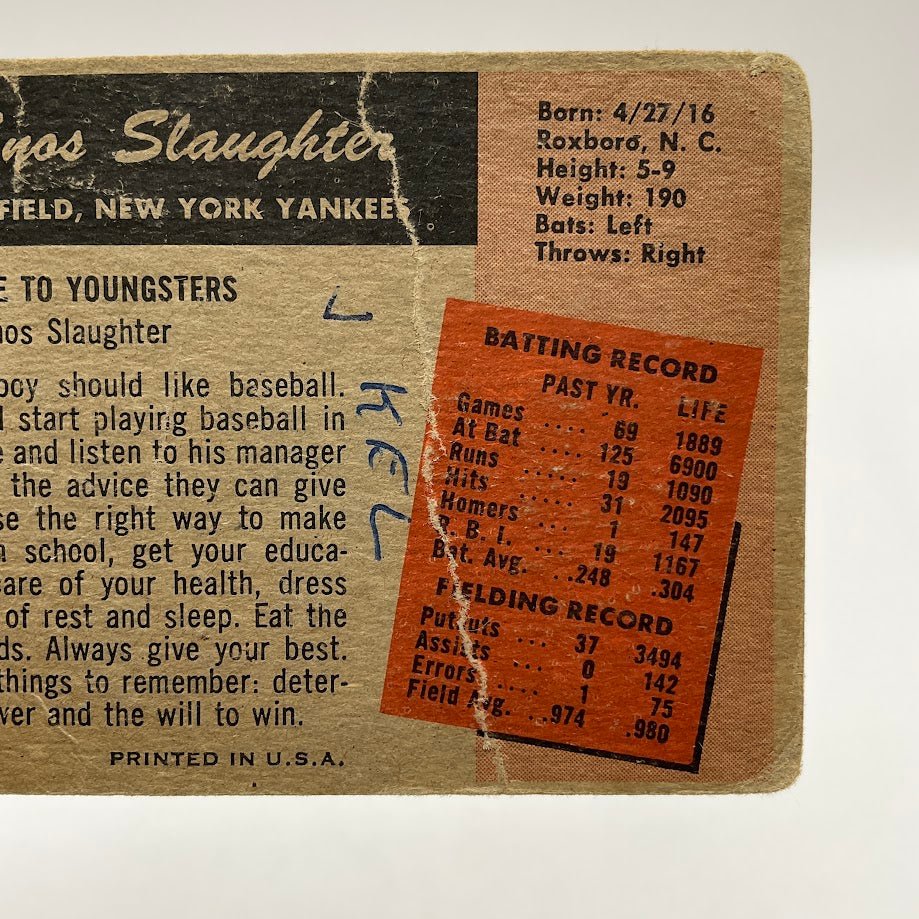 nos Slaughter
FIELD, NEW YORK YANKEES
E TO YOUNGSTERS
nos Slaughter
boy should like baseball.
d start playing baseball in
e and listen to his manager
the advice they can give
se the right way to make
n school, get your educa-
care of your health, dress
of rest and sleep. Eat the
ds. Always give your best.
things to remember: deter-
ver and the will to win.
PRINTED IN U.S.A.
KEL
Born: 4/27/16
Roxboro, N. C.
Height: 5-9
Weight: 190
Bats: Left
Throws: Right
BATTING RECORD
PAST YR. LIFE
Games .... 69 1889
At Bat .... 125 6900
Runs .... 19 1090
Hits ..... 31 2095
Homers ... 1 147
R. B. I. ... 19 1167
Bat. Avg. ..248 .304
FIELDING RECORD
Putouts ... 37 3494
Assists ... 0 142
Errors .... 1 75
Field Avg. ..974 .980